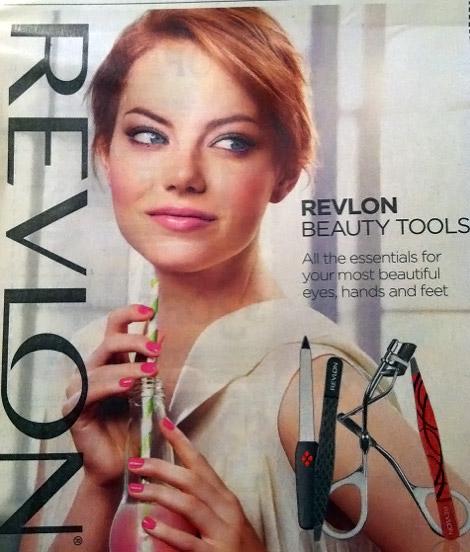 REVLON®
REVLON
BEAUTY TOOLS
All the essentials for
your most beautiful
eyes, hands and feet
REVLON
REVLON